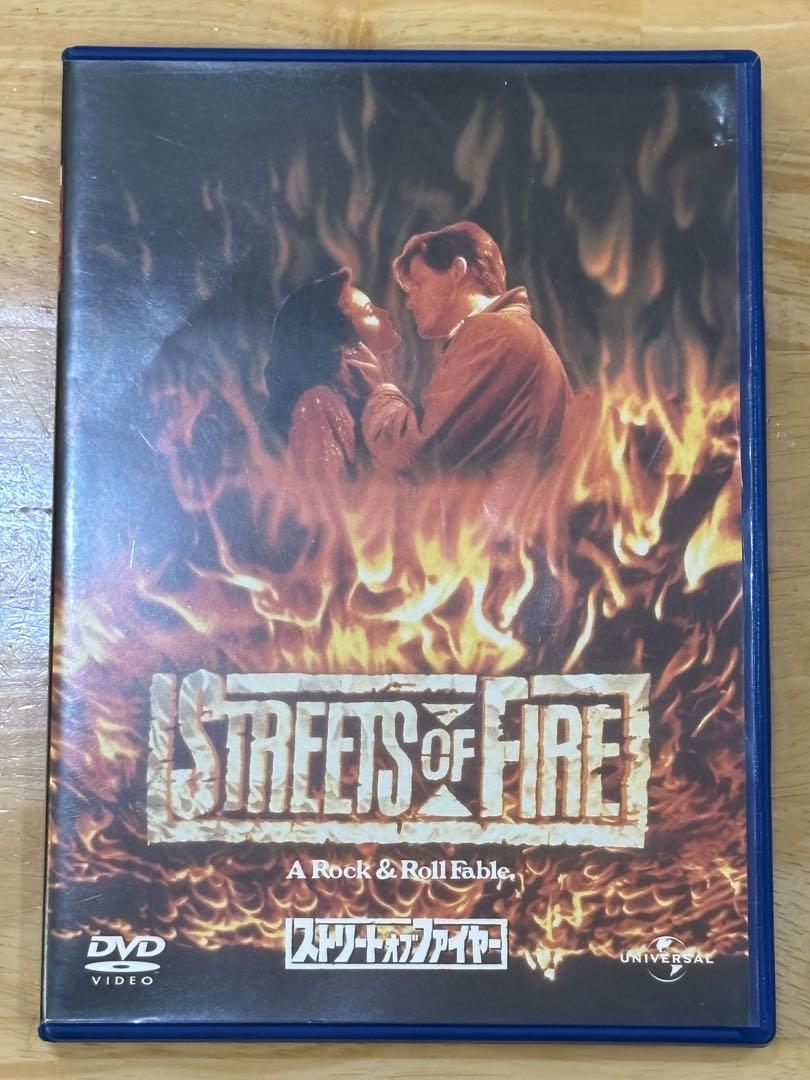 STREETS OF FIRE
A Rock & Roll Fable.
DVD
VIDEO
ストリート・オブ・ファイヤー
UNIVERSAL